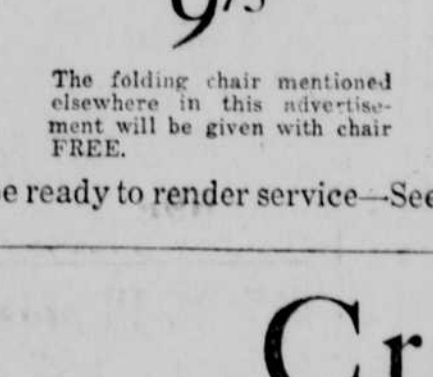 9
The folding chair mentioned
elsewhere in this advertise-
ment will be given with chair
FREE.
e ready to render service—See
Cr